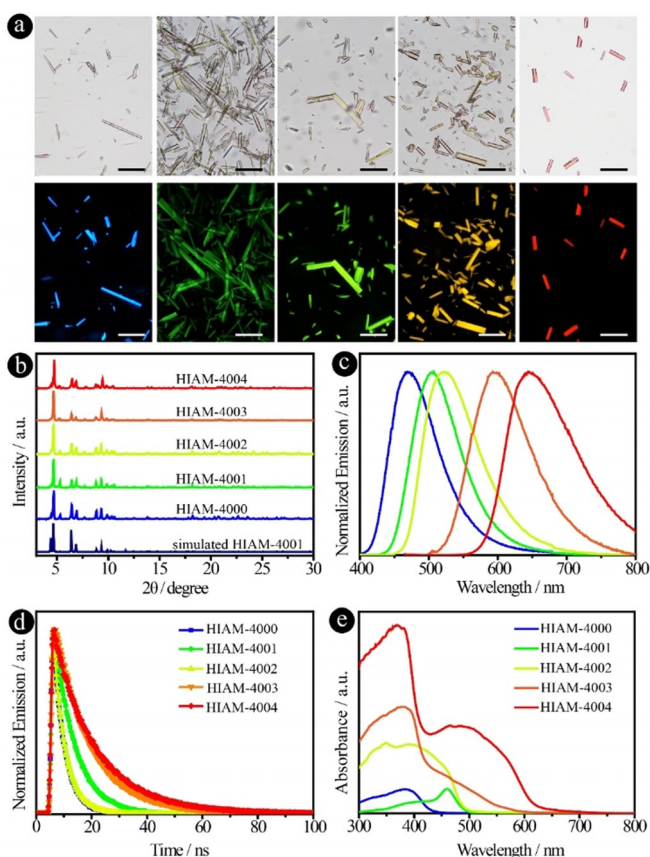 a
b
Intensity / a.u.
HIAM-4004
HIAM-4003
HIAM-4002
HIAM-4001
HIAM-4000
simulated HIAM-4001
5 10 15 20 25 30
2θ / degree
c
Normalized Emission / a.u.
400 500 600 700 800
Wavelength / nm
d
Normalized Emission / a.u.
HIAM-4000
HIAM-4001
HIAM-4002
HIAM-4003
HIAM-4004
0 20 40 60 80 100
Time / ns
e
Absorbance / a.u.
HIAM-4000
HIAM-4001
HIAM-4002
HIAM-4003
HIAM-4004
300 400 500 600 700 800
Wavelength / nm